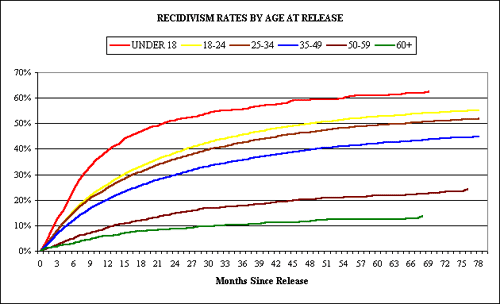 RECIDIVISM RATES BY AGE AT RELEASE
UNDER 18 18-24 25-34 35-49 50-59 60+
70%
60%
50%
40%
30%
20%
10%
0%
0 3 6 9 12 15 18 21 24 27 30 33 36 39 42 45 48 51 54 57 60 63 66 69 72 75 78
Months Since Release